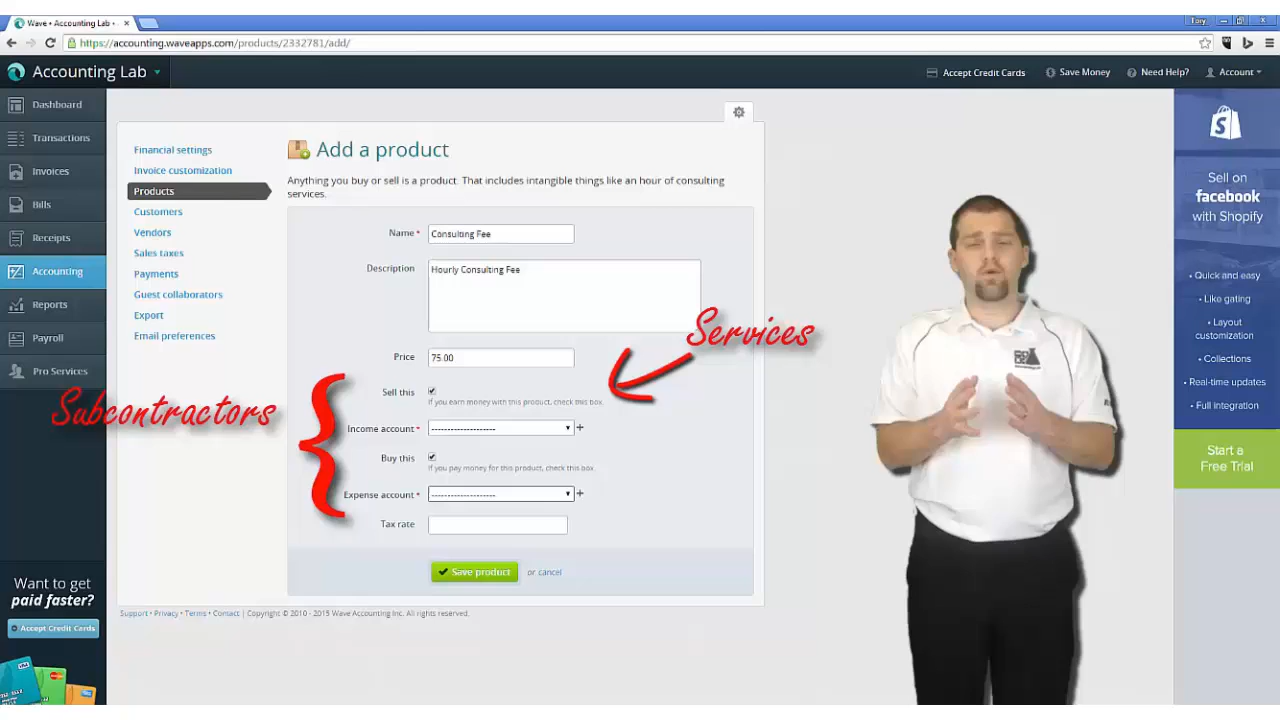 Wave • Accounting Lab •
Tory
https://accounting.waveapps.com/products/2332781/add/
Accounting Lab
Accept Credit Cards
Save Money
Need Help?
Account
Dashboard
Transactions
Invoices
Bills
Receipts
Accounting
Reports
Payroll
Pro Services
Want to get
paid faster?
Accept Credit Cards
Financial settings
Invoice customization
Products
Customers
Vendors
Sales taxes
Payments
Guest collaborators
Export
Email preferences
Add a product
Anything you buy or sell is a product. That includes intangible things like an hour of consulting
services.
Name * Consulting Fee
Description Hourly Consulting Fee
Price 75.00
Services
Subcontractors
Sell this
If you earn money with this product, check this box.
Income account * --------------------
Buy this
If you pay money for this product, check this box.
Expense account * --------------------
Tax rate
Save product or cancel
Support • Privacy • Terms • Contact | Copyright © 2010 - 2015 Wave Accounting Inc. All rights reserved.
Sell on
facebook
with Shopify
• Quick and easy
• Like gating
• Layout
customization
• Collections
• Real-time updates
• Full integration
Start a
Free Trial